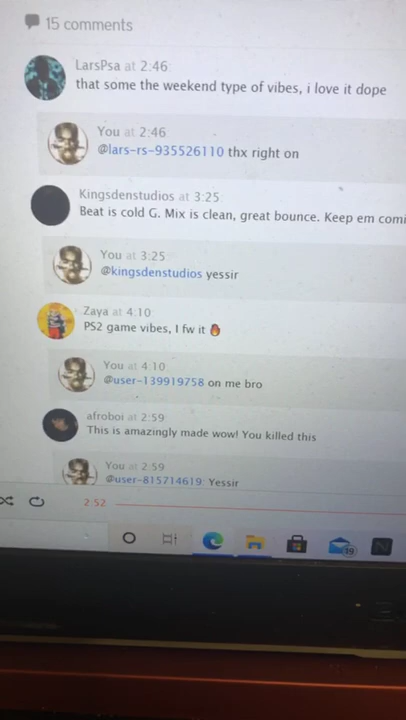 15 comments
LarsPsa at 2:46:
that some the weekend type of vibes, i love it dope
You at 2:46:
@lars-rs-935526110 thx right on
Kingsdenstudios at 3:25:
Beat is cold G. Mix is clean, great bounce. Keep em comi
You at 3:25:
@kingsdenstudios yessir
Zaya at 4:10:
PS2 game vibes, I fw it 🔥
You at 4:10:
@user-139919758 on me bro
afroboi at 2:59:
This is amazingly made wow! You killed this
You at 2:59:
@user-815714619: Yessir
2:52
19
N